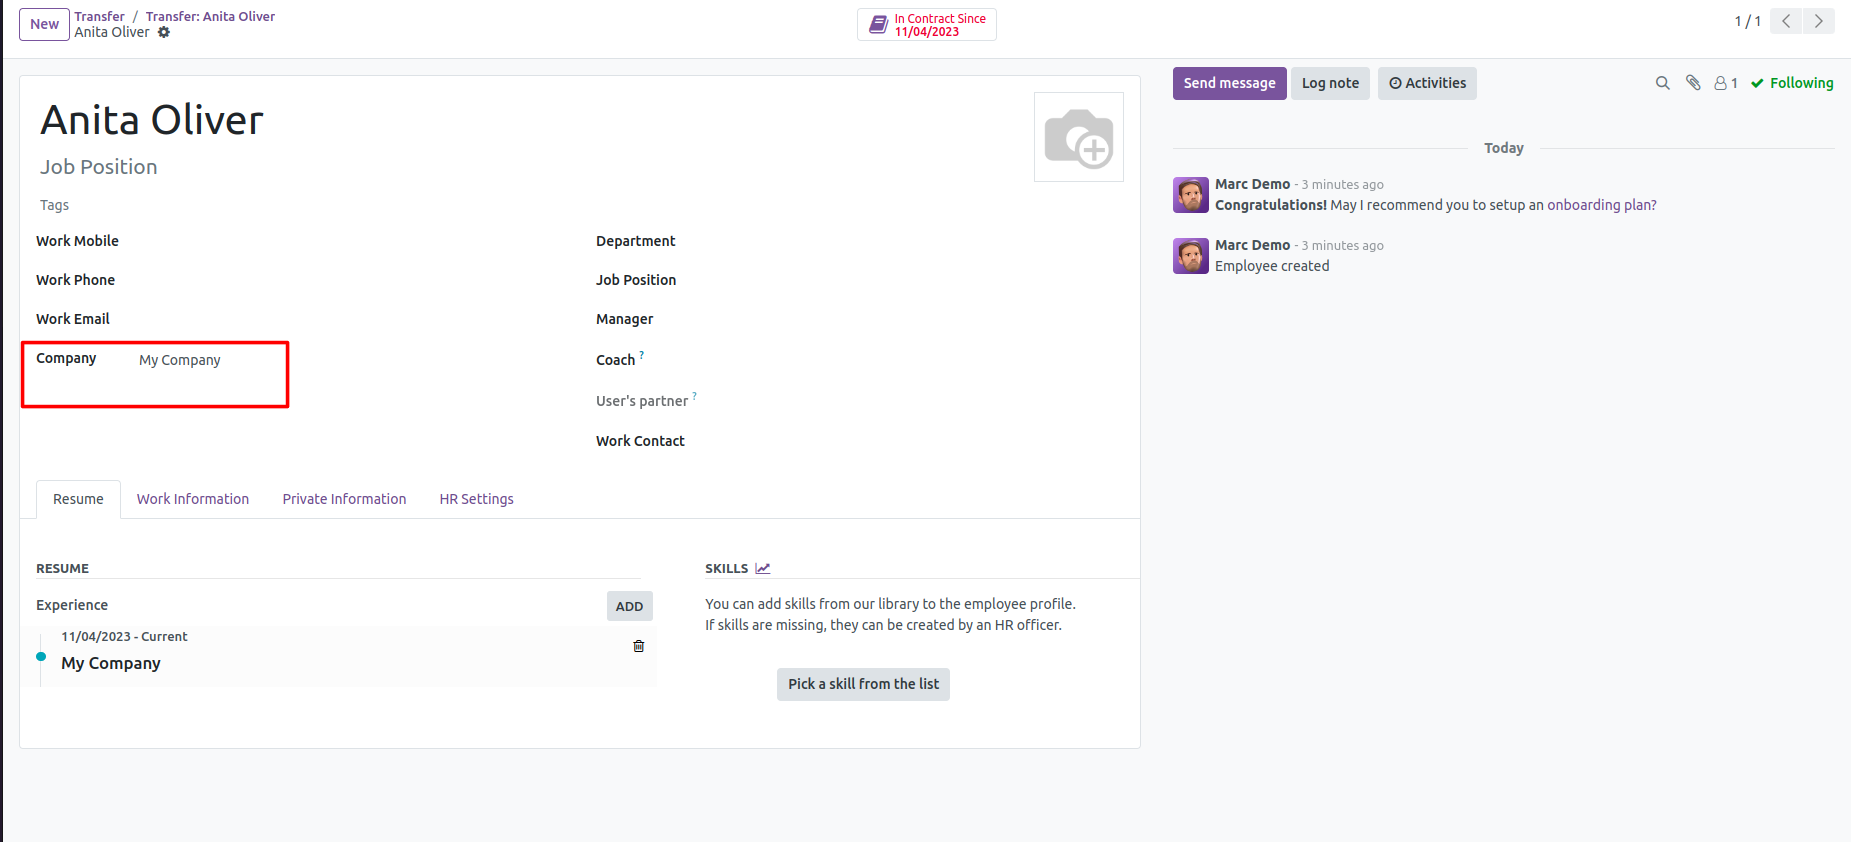 New
Transfer / Transfer: Anita Oliver
Anita Oliver
In Contract Since
11/04/2023
1 / 1
Send message
Log note
Activities
1
Following
Anita Oliver
Job Position
Tags
Work Mobile
Work Phone
Work Email
Company My Company
Department
Job Position
Manager
Coach ?
User's partner ?
Work Contact
Resume
Work Information
Private Information
HR Settings
RESUME
Experience
ADD
11/04/2023 - Current
My Company
SKILLS
You can add skills from our library to the employee profile.
If skills are missing, they can be created by an HR officer.
Pick a skill from the list
Today
Marc Demo - 3 minutes ago
Congratulations! May I recommend you to setup an onboarding plan?
Marc Demo - 3 minutes ago
Employee created